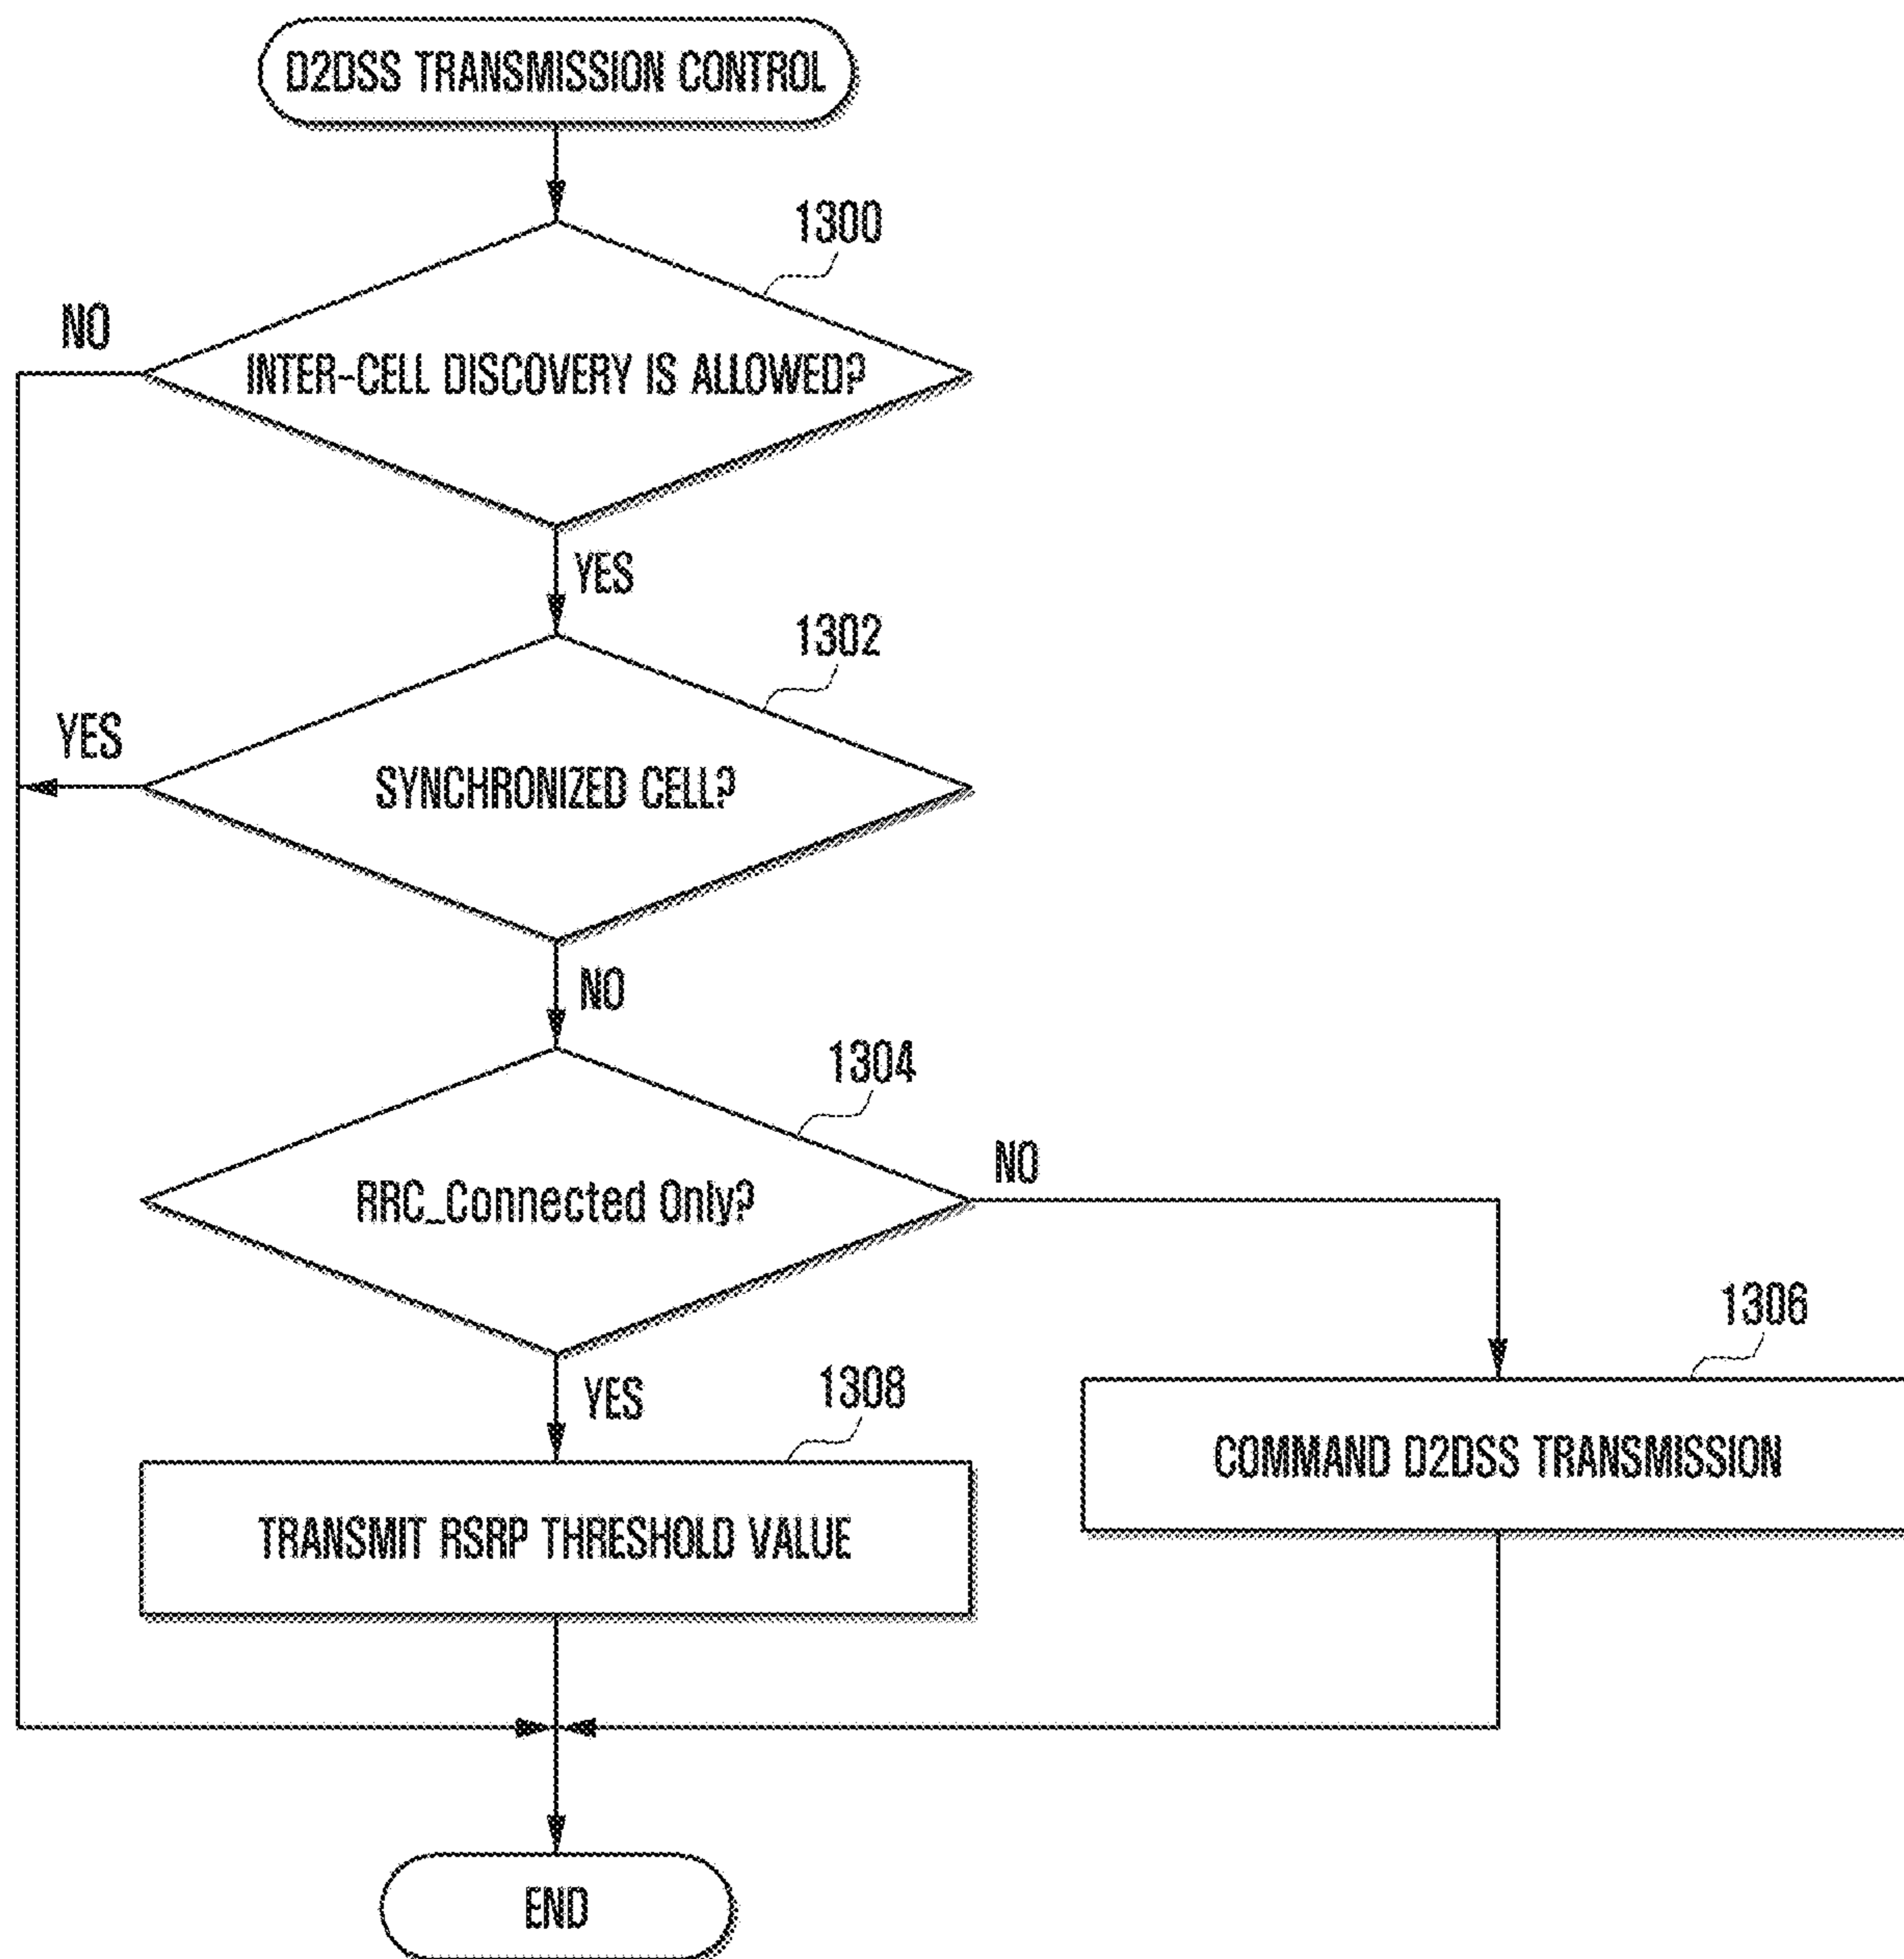 D2DSS TRANSMISSION CONTROL
1300
NO
INTER-CELL DISCOVERY IS ALLOWED?
YES
1302
YES
SYNCHRONIZED CELL?
NO
1304
NO
RRC_Connected Only?
1306
YES
1308
COMMAND D2DSS TRANSMISSION
TRANSMIT RSRP THRESHOLD VALUE
END